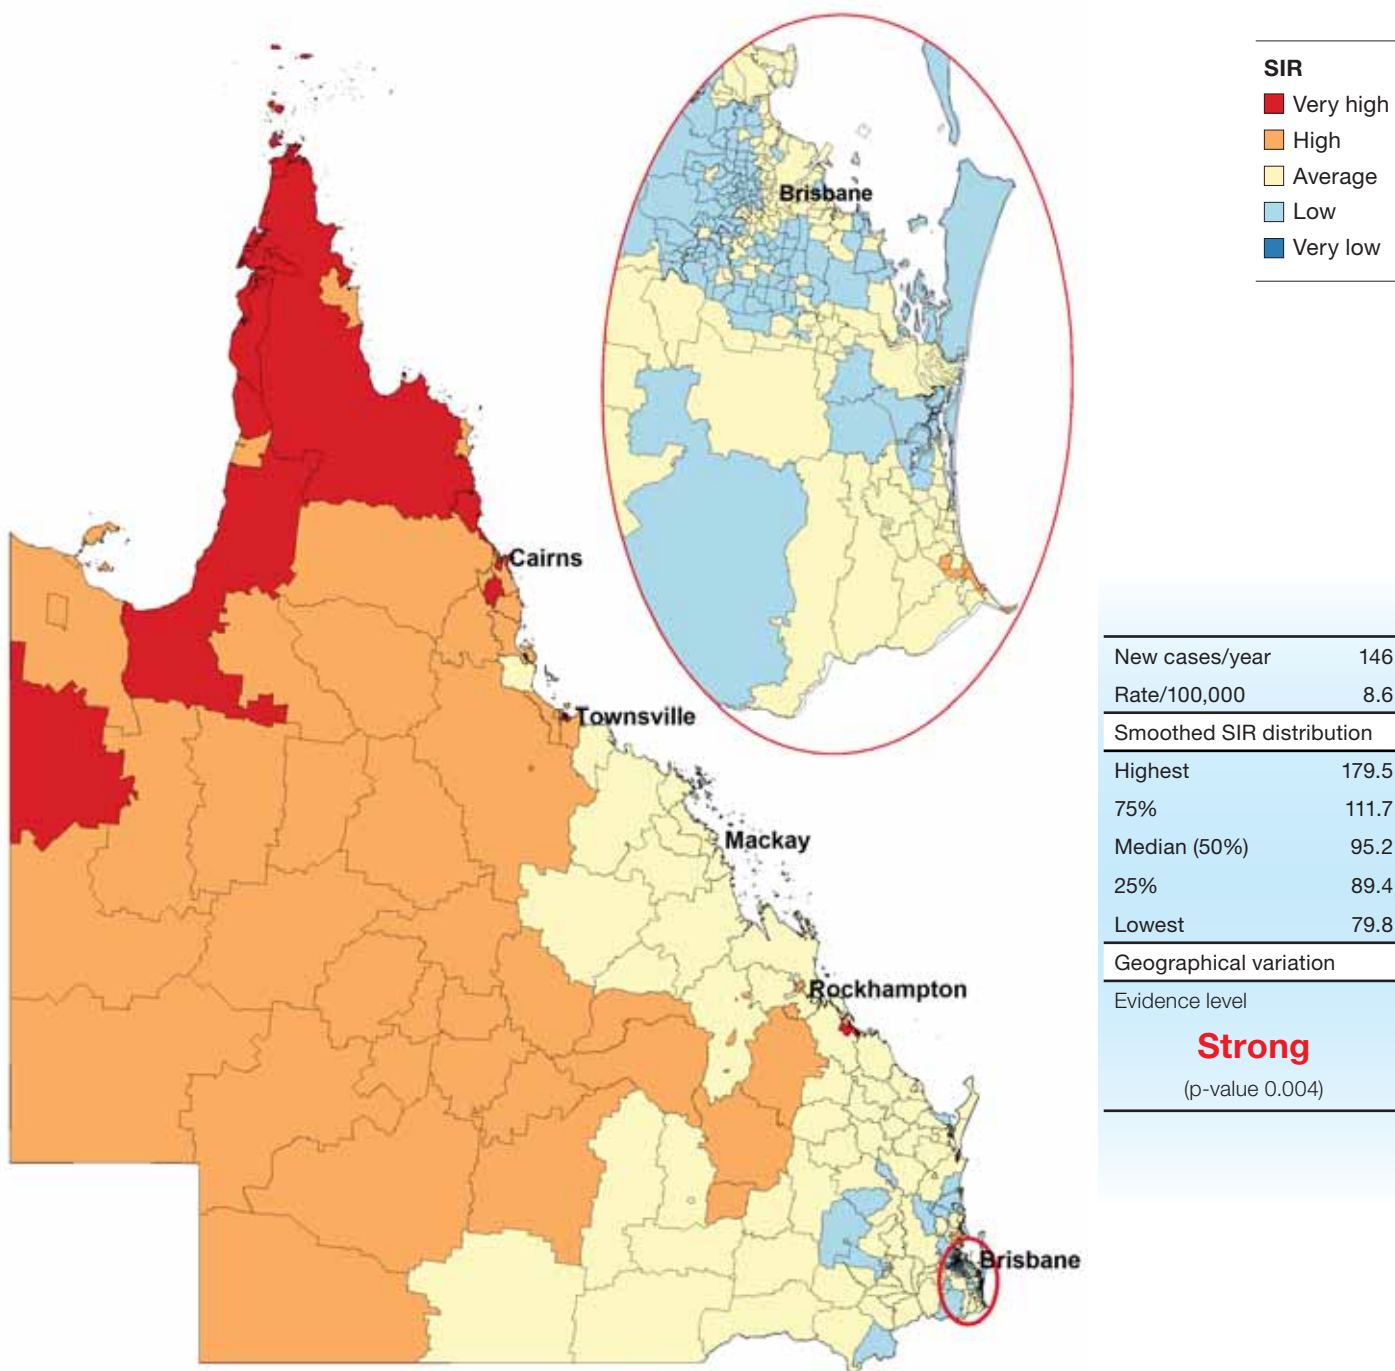 SIR
Very high
High
Average
Low
Very low
Brisbane
Cairns
Townsville
Mackay
Rockhampton
Brisbane
New cases/year 146
Rate/100,000 8.6
Smoothed SIR distribution
Highest 179.5
75% 111.7
Median (50%) 95.2
25% 89.4
Lowest 79.8
Geographical variation
Evidence level
Strong
(p-value 0.004)